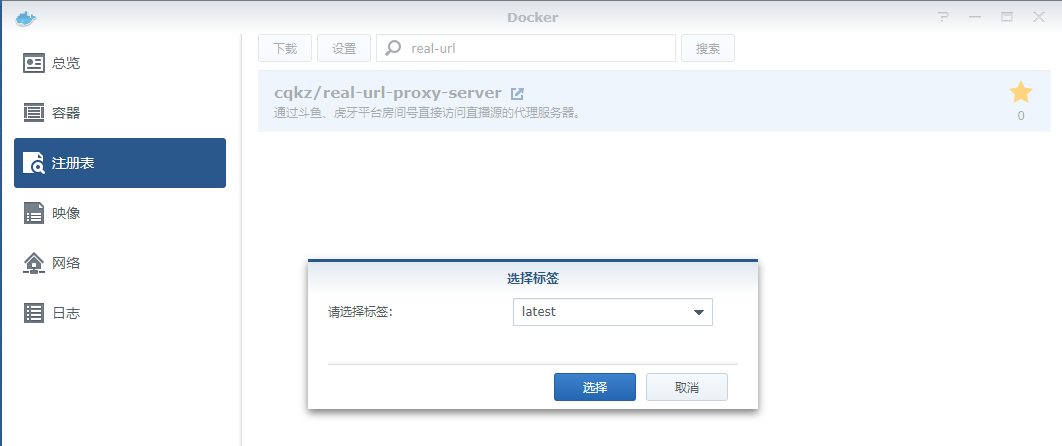 Docker
总览
容器
注册表
映像
网络
日志
下载 设置 real-url 搜索
cqkz/real-url-proxy-server
通过斗鱼、虎牙平台房间号直接访问直播源的代理服务器。
0
选择标签
请选择标签: latest
选择 取消